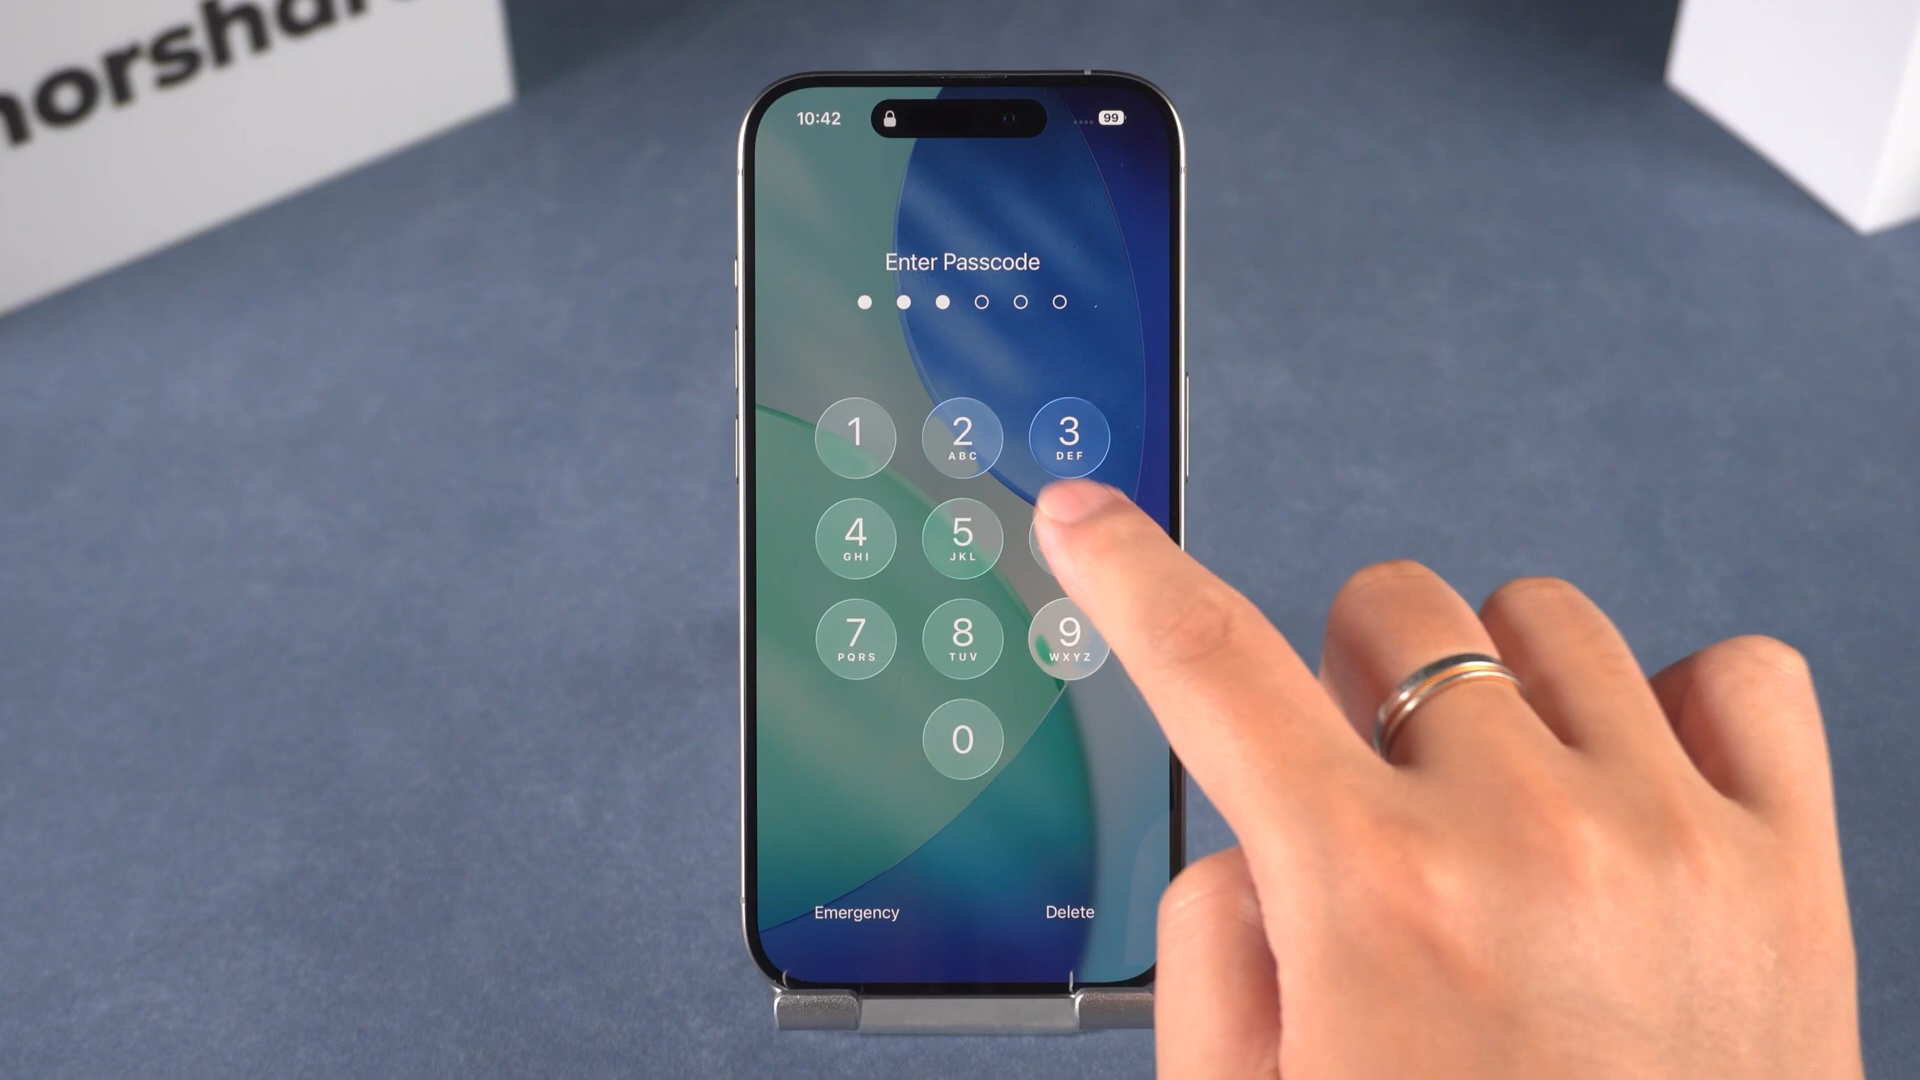 norsha
10:42
99
Enter Passcode
1
2
ABC
3
DEF
4
GHI
5
JKL
7
PQRS
8
TUV
9
WXYZ
0
Emergency
Delete